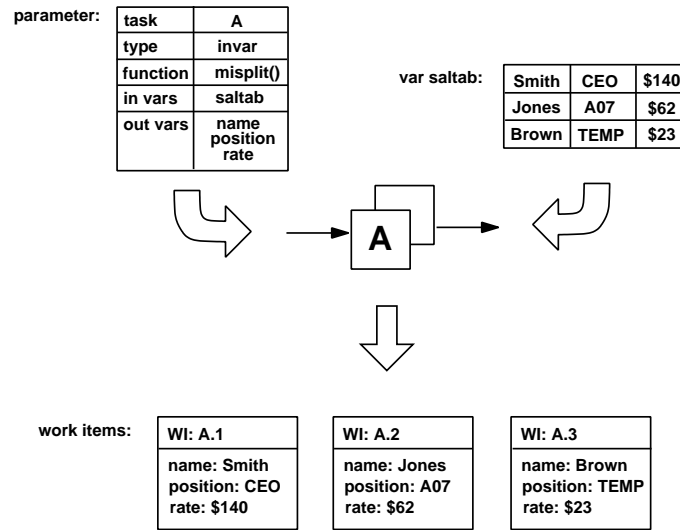 parameter:
task A
type invar
function misplit()
in vars saltab
out vars name
position
rate
var saltab:
Smith CEO $140
Jones A07 $62
Brown TEMP $23
A
work items:
WI: A.1
name: Smith
position: CEO
rate: $140
WI: A.2
name: Jones
position: A07
rate: $62
WI: A.3
name: Brown
position: TEMP
rate: $23